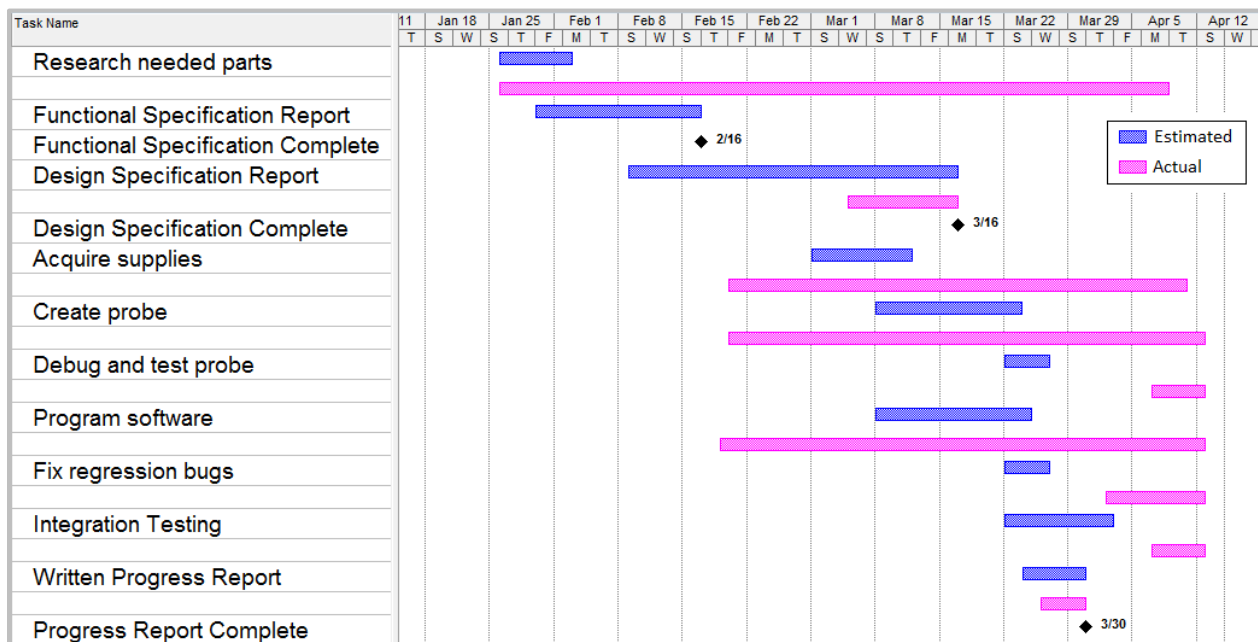 Task Name
11 Jan 18 Jan 25 Feb 1 Feb 8 Feb 15 Feb 22 Mar 1 Mar 8 Mar 15 Mar 22 Mar 29 Apr 5 Apr 12
T S W S T F M T S W S T F M T S W S T F M T S W S T F M T S W
Research needed parts
Functional Specification Report
Functional Specification Complete 2/16
Design Specification Report
Design Specification Complete 3/16
Acquire supplies
Create probe
Debug and test probe
Program software
Fix regression bugs
Integration Testing
Written Progress Report
Progress Report Complete 3/30
Estimated
Actual